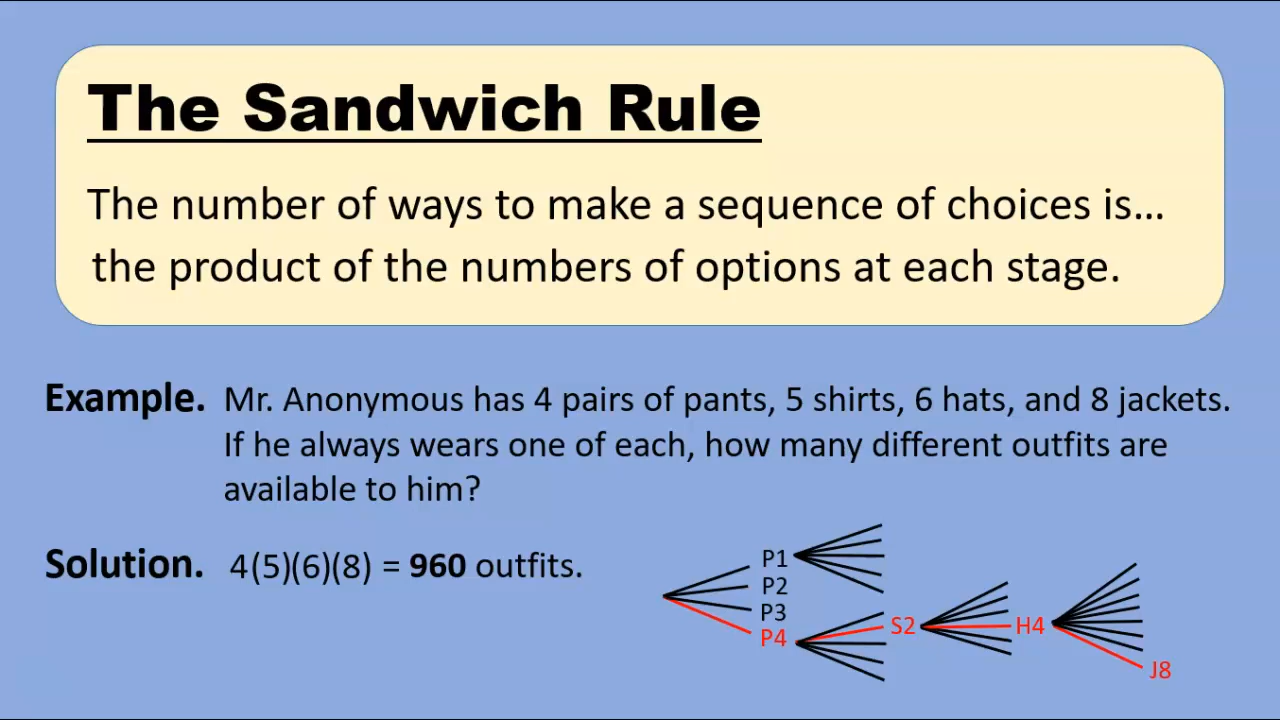 The Sandwich Rule
The number of ways to make a sequence of choices is...
the product of the numbers of options at each stage.
Example. Mr. Anonymous has 4 pairs of pants, 5 shirts, 6 hats, and 8 jackets.
If he always wears one of each, how many different outfits are
available to him?
Solution. 4(5)(6)(8) = 960 outfits.
P1
P2
P3
P4
S2
H4
J8